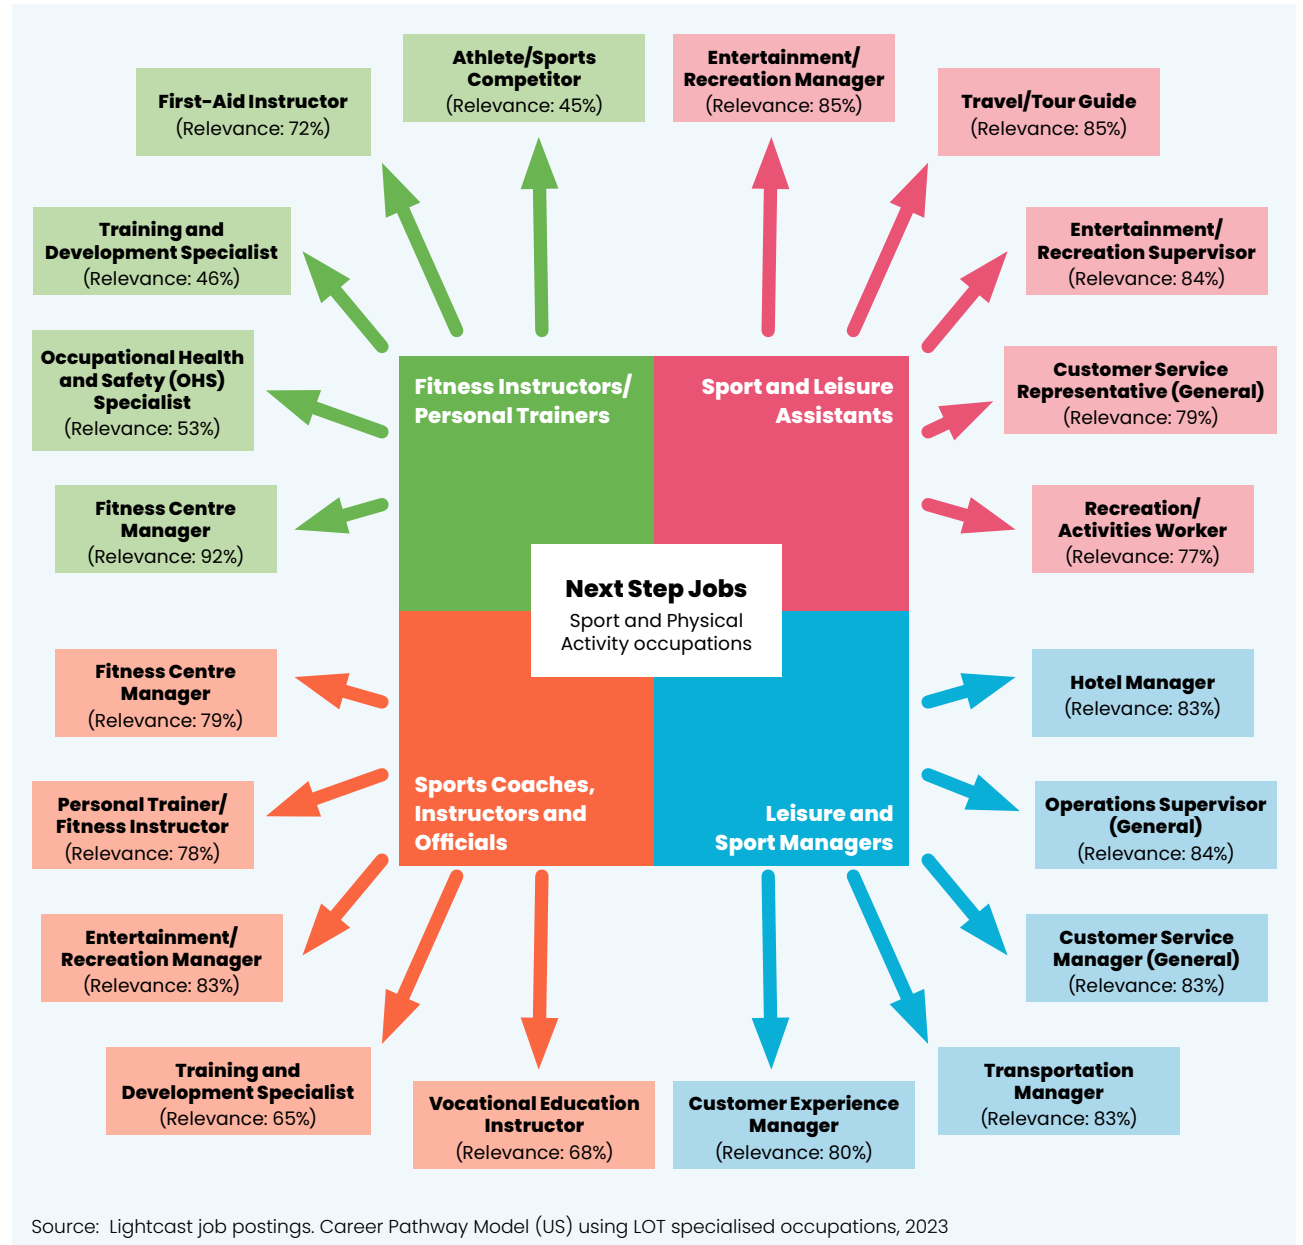 Athlete/Sports
Competitor
(Relevance: 45%)
Entertainment/
Recreation Manager
(Relevance: 85%)
First-Aid Instructor
(Relevance: 72%)
Travel/Tour Guide
(Relevance: 85%)
Training and
Development Specialist
(Relevance: 46%)
Entertainment/
Recreation Supervisor
(Relevance: 84%)
Occupational Health
and Safety (OHS)
Specialist
(Relevance: 53%)
Customer Service
Representative (General)
(Relevance: 79%)
Fitness Instructors/
Personal Trainers
Sport and Leisure
Assistants
Fitness Centre
Manager
(Relevance: 92%)
Recreation/
Activities Worker
(Relevance: 77%)
Next Step Jobs
Sport and Physical
Activity occupations
Fitness Centre
Manager
(Relevance: 79%)
Hotel Manager
(Relevance: 83%)
Sports Coaches,
Instructors and
Officials
Leisure and
Sport Managers
Personal Trainer/
Fitness Instructor
(Relevance: 78%)
Operations Supervisor
(General)
(Relevance: 84%)
Entertainment/
Recreation Manager
(Relevance: 83%)
Customer Service
Manager (General)
(Relevance: 83%)
Training and
Development Specialist
(Relevance: 65%)
Vocational Education
Instructor
(Relevance: 68%)
Customer Experience
Manager
(Relevance: 80%)
Transportation
Manager
(Relevance: 83%)
Source: Lightcast job postings. Career Pathway Model (US) using LOT specialised occupations, 2023